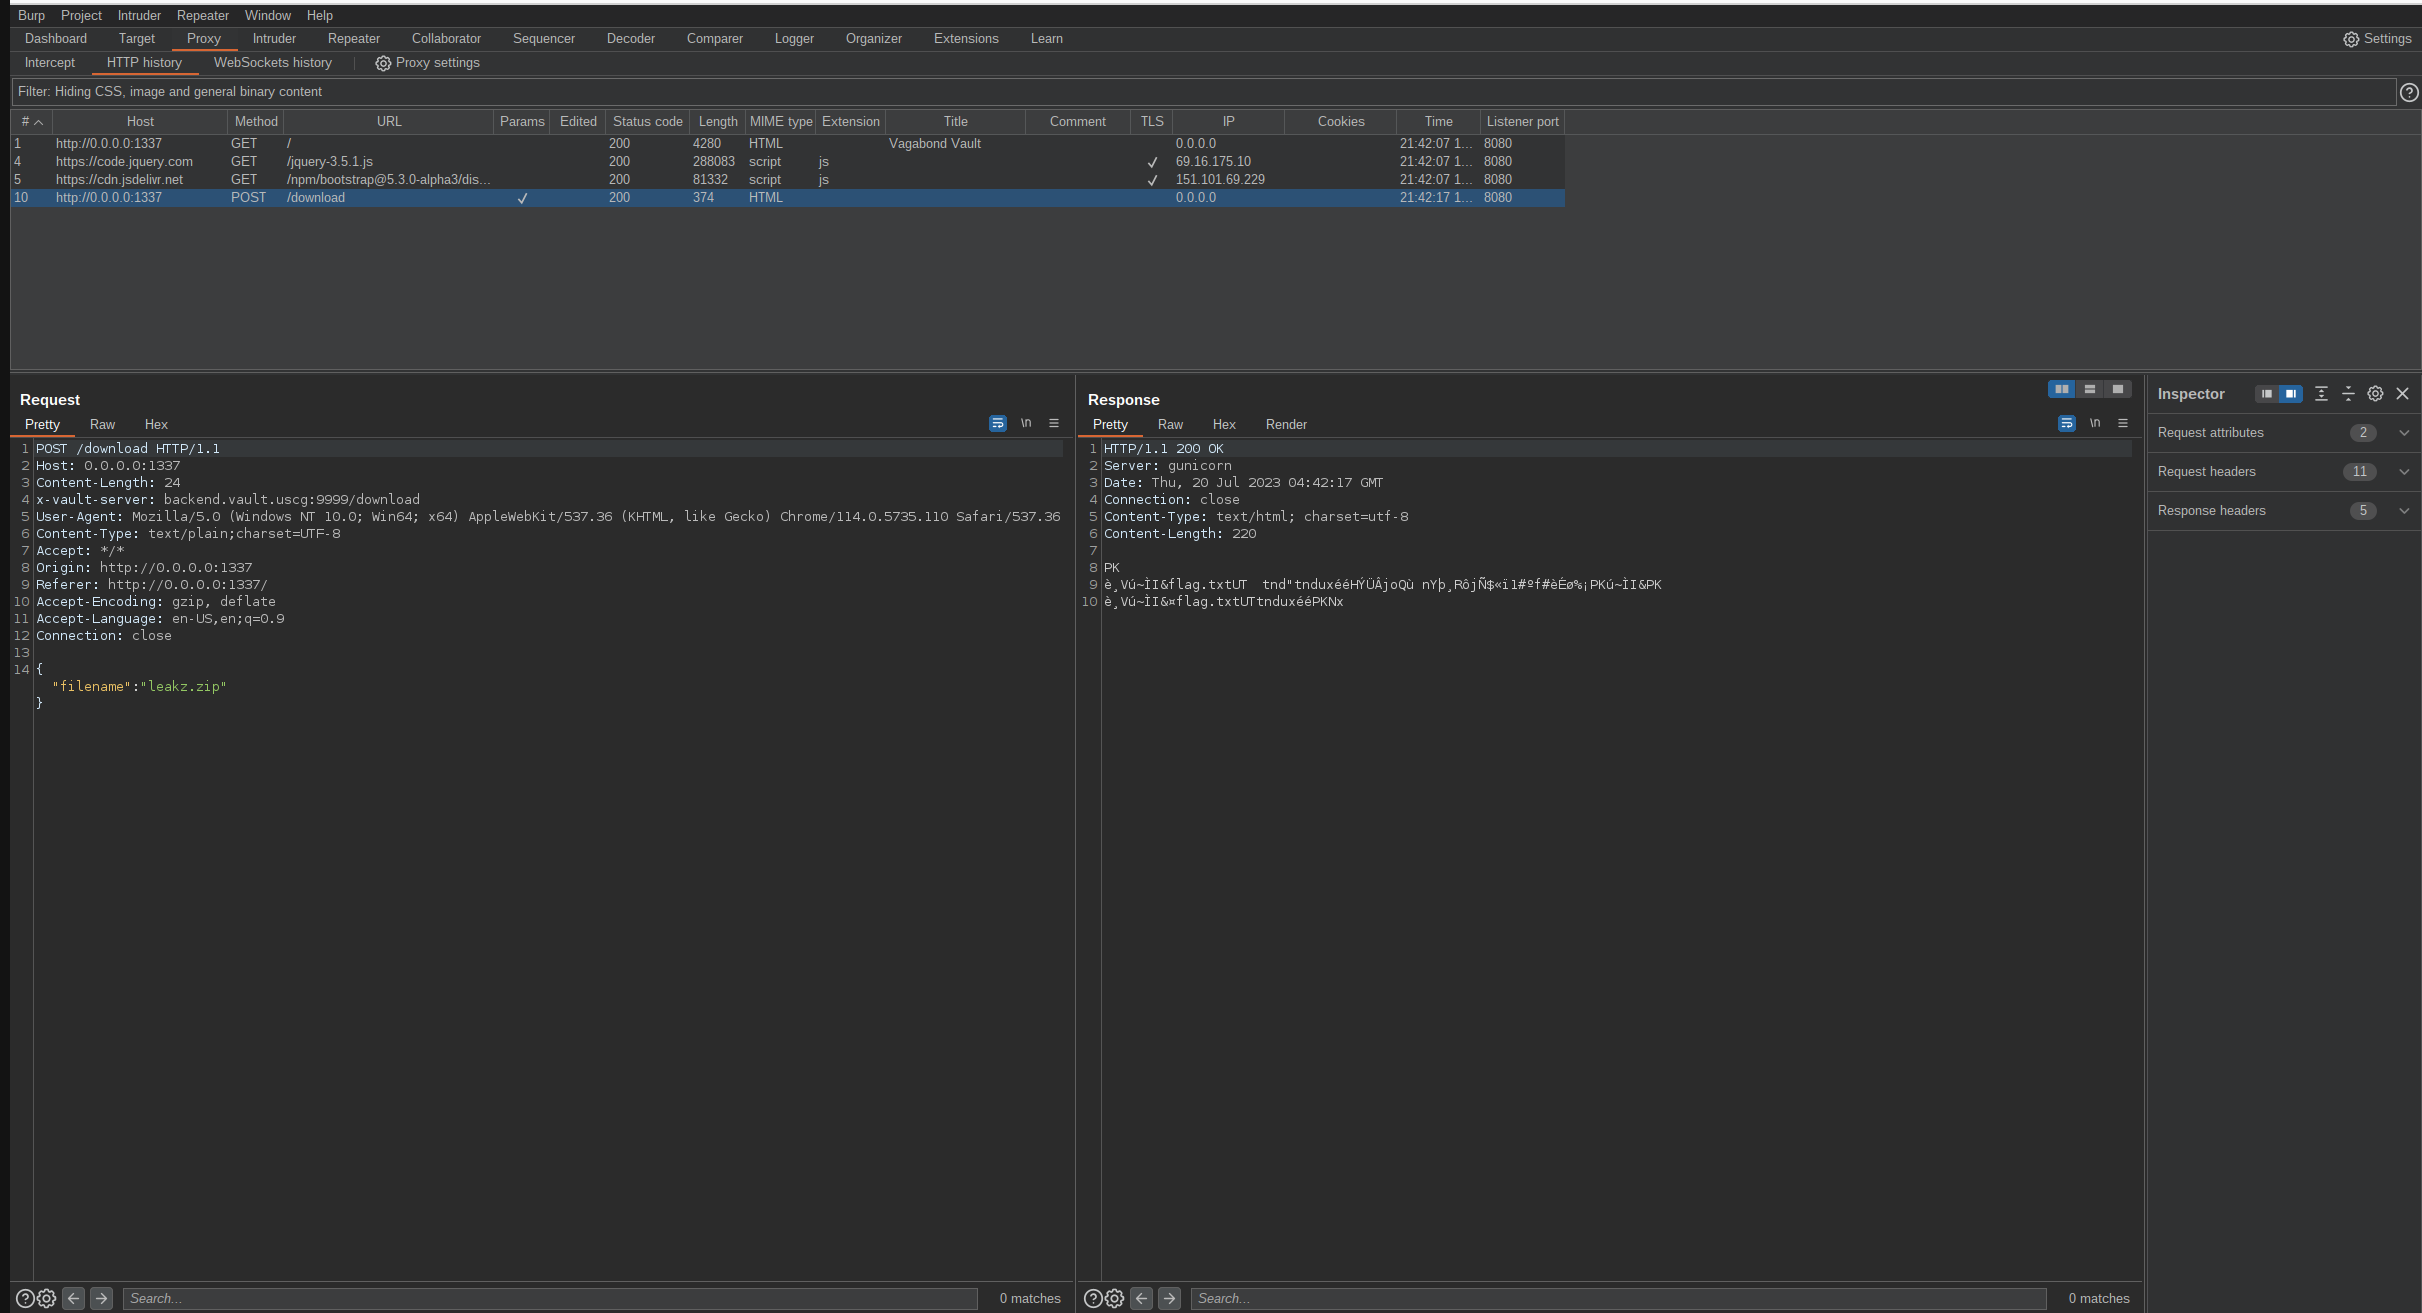 Burp Project Intruder Repeater Window Help
Dashboard Target Proxy Intruder Repeater Collaborator Sequencer Decoder Comparer Logger Organizer Extensions Learn Settings
Intercept HTTP history WebSockets history Proxy settings
Filter: Hiding CSS, image and general binary content
# Host Method URL Params Edited Status code Length MIME type Extension Title Comment TLS IP Cookies Time Listener port
1 http://0.0.0.0:1337 GET / 200 4280 HTML Vagabond Vault 0.0.0.0 21:42:07 1... 8080
4 https://code.jquery.com GET /jquery-3.5.1.js 200 288083 script js ✓ 69.16.175.10 21:42:07 1... 8080
5 https://cdn.jsdelivr.net GET /npm/bootstrap@5.3.0-alpha3/dis... 200 81332 script js ✓ 151.101.69.229 21:42:07 1... 8080
10 http://0.0.0.0:1337 POST /download ✓ 200 374 HTML 0.0.0.0 21:42:17 1... 8080
Request
Pretty Raw Hex \n
1 POST /download HTTP/1.1
2 Host: 0.0.0.0:1337
3 Content-Length: 24
4 x-vault-server: backend.vault.uscg:9999/download
5 User-Agent: Mozilla/5.0 (Windows NT 10.0; Win64; x64) AppleWebKit/537.36 (KHTML, like Gecko) Chrome/114.0.5735.110 Safari/537.36
6 Content-Type: text/plain;charset=UTF-8
7 Accept: */*
8 Origin: http://0.0.0.0:1337
9 Referer: http://0.0.0.0:1337/
10 Accept-Encoding: gzip, deflate
11 Accept-Language: en-US,en;q=0.9
12 Connection: close
13
14 {
"filename":"leakz.zip"
}
Search... 0 matches
Response
Pretty Raw Hex Render \n
1 HTTP/1.1 200 OK
2 Server: gunicorn
3 Date: Thu, 20 Jul 2023 04:42:17 GMT
4 Connection: close
5 Content-Type: text/html; charset=utf-8
6 Content-Length: 220
7
8 PK
9 è¸Vú~ÌI&flag.txtUT tnd"tnduxééHÝÜÂjoQù nYþ¸RôjÑ$«ï1#ºf#èÉø%¡PKú~ÌI&PK
10 è¸Vú~ÌI&¤flag.txtUTtnduxééPKNx
Search... 0 matches
Inspector
Request attributes 2
Request headers 11
Response headers 5